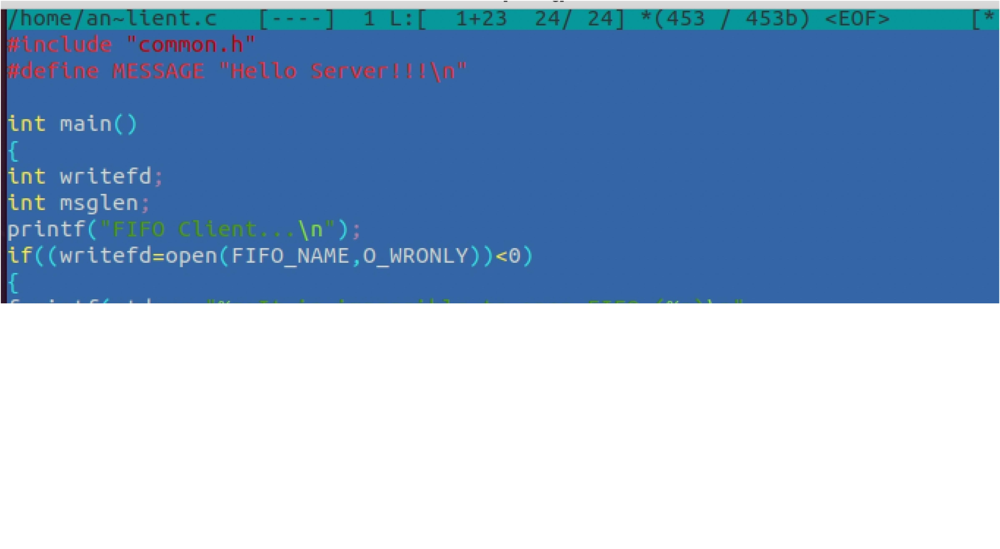 /home/an~lient.c   [----]  1 L:[  1+23  24/ 24] *(453 / 453b) <EOF>      [*
#include "common.h"
#define MESSAGE "Hello Server!!!\n"
int main()
{
int writefd;
int msglen;
printf("FIFO Client...\n");
if((writefd=open(FIFO_NAME,O_WRONLY))<0)
{